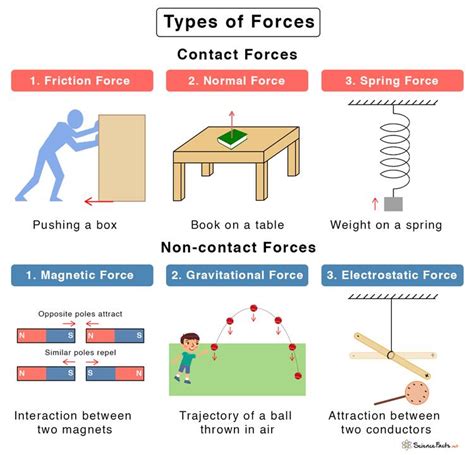 Types of Forces
Contact Forces
1. Friction Force
2. Normal Force
3. Spring Force
Pushing a box
Book on a table
Weight on a spring
Non-contact Forces
1. Magnetic Force
2. Gravitational Force
3. Electrostatic Force
Opposite poles attract
N S N S
Similar poles repel
N S S N
Interaction between
two magnets
Trajectory of a ball
thrown in air
Attraction between
two conductors
ScienceFacts.net